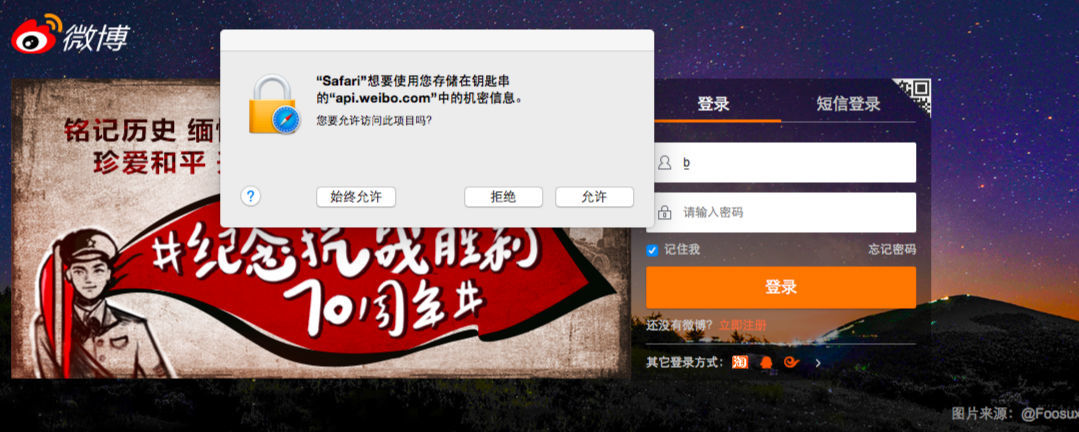 微博
“Safari”想要使用您存储在钥匙串
的“api.weibo.com”中的机密信息。
您要允许访问此项目吗?
?
始终允许
拒绝
允许
铭记历史 缅
珍爱和平
#纪念抗战胜利
70周年#
登录
短信登录
b
请输入密码
记住我
忘记密码
登录
还没有微博? 立即注册
其它登录方式: 淘
图片来源: @Foosux